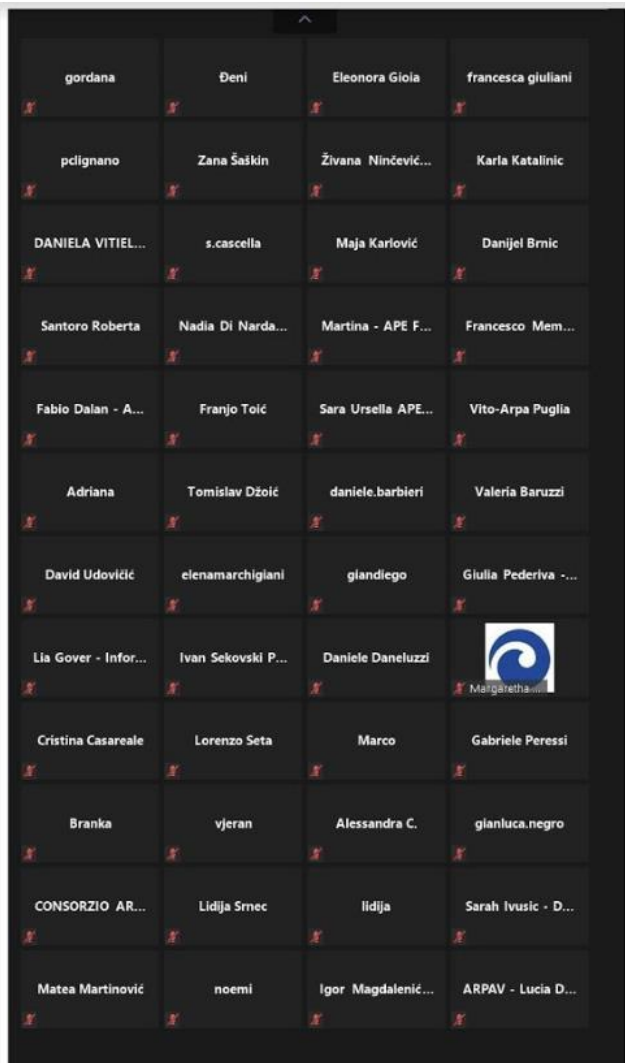 gordana
Đeni
Eleonora Gioia
francesca giuliani
pclignano
Zana Šaškin
Živana Ninčević...
Karla Katalinic
DANIELA VITIEL...
s.cascella
Maja Karlović
Danijel Brnic
Santoro Roberta
Nadia Di Narda...
Martina - APE F...
Francesco Mem...
Fabio Dalan - A...
Franjo Toić
Sara Ursella APE...
Vito-Arpa Puglia
Adriana
Tomislav Džoić
daniele.barbieri
Valeria Baruzzi
David Udovičić
elenamarchigiani
giandiego
Giulia Pederiva -...
Lia Gover - Infor...
Ivan Sekovski P...
Daniele Daneluzzi
Margaretha ...
Cristina Casareale
Lorenzo Seta
Marco
Gabriele Peressi
Branka
vjeran
Alessandra C.
gianluca.negro
CONSORZIO AR...
Lidija Srnec
lidija
Sarah Ivusic - D...
Matea Martinović
noemi
Igor Magdalenić...
ARPAV - Lucia D...